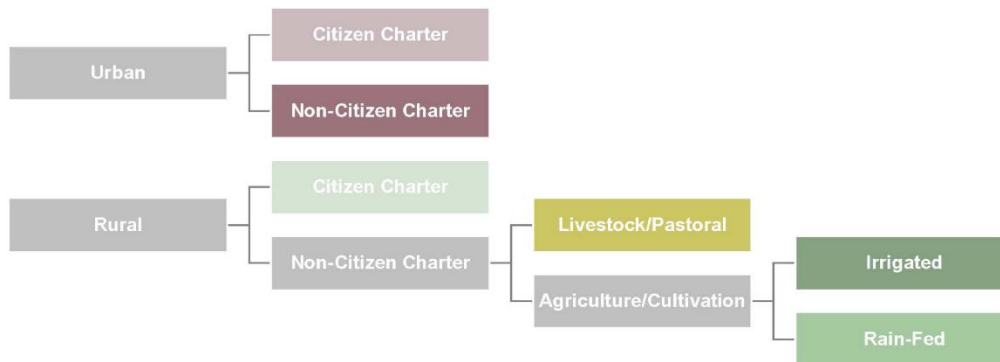 Urban
Citizen Charter
Non-Citizen Charter
Rural
Citizen Charter
Non-Citizen Charter
Livestock/Pastoral
Agriculture/Cultivation
Irrigated
Rain-Fed